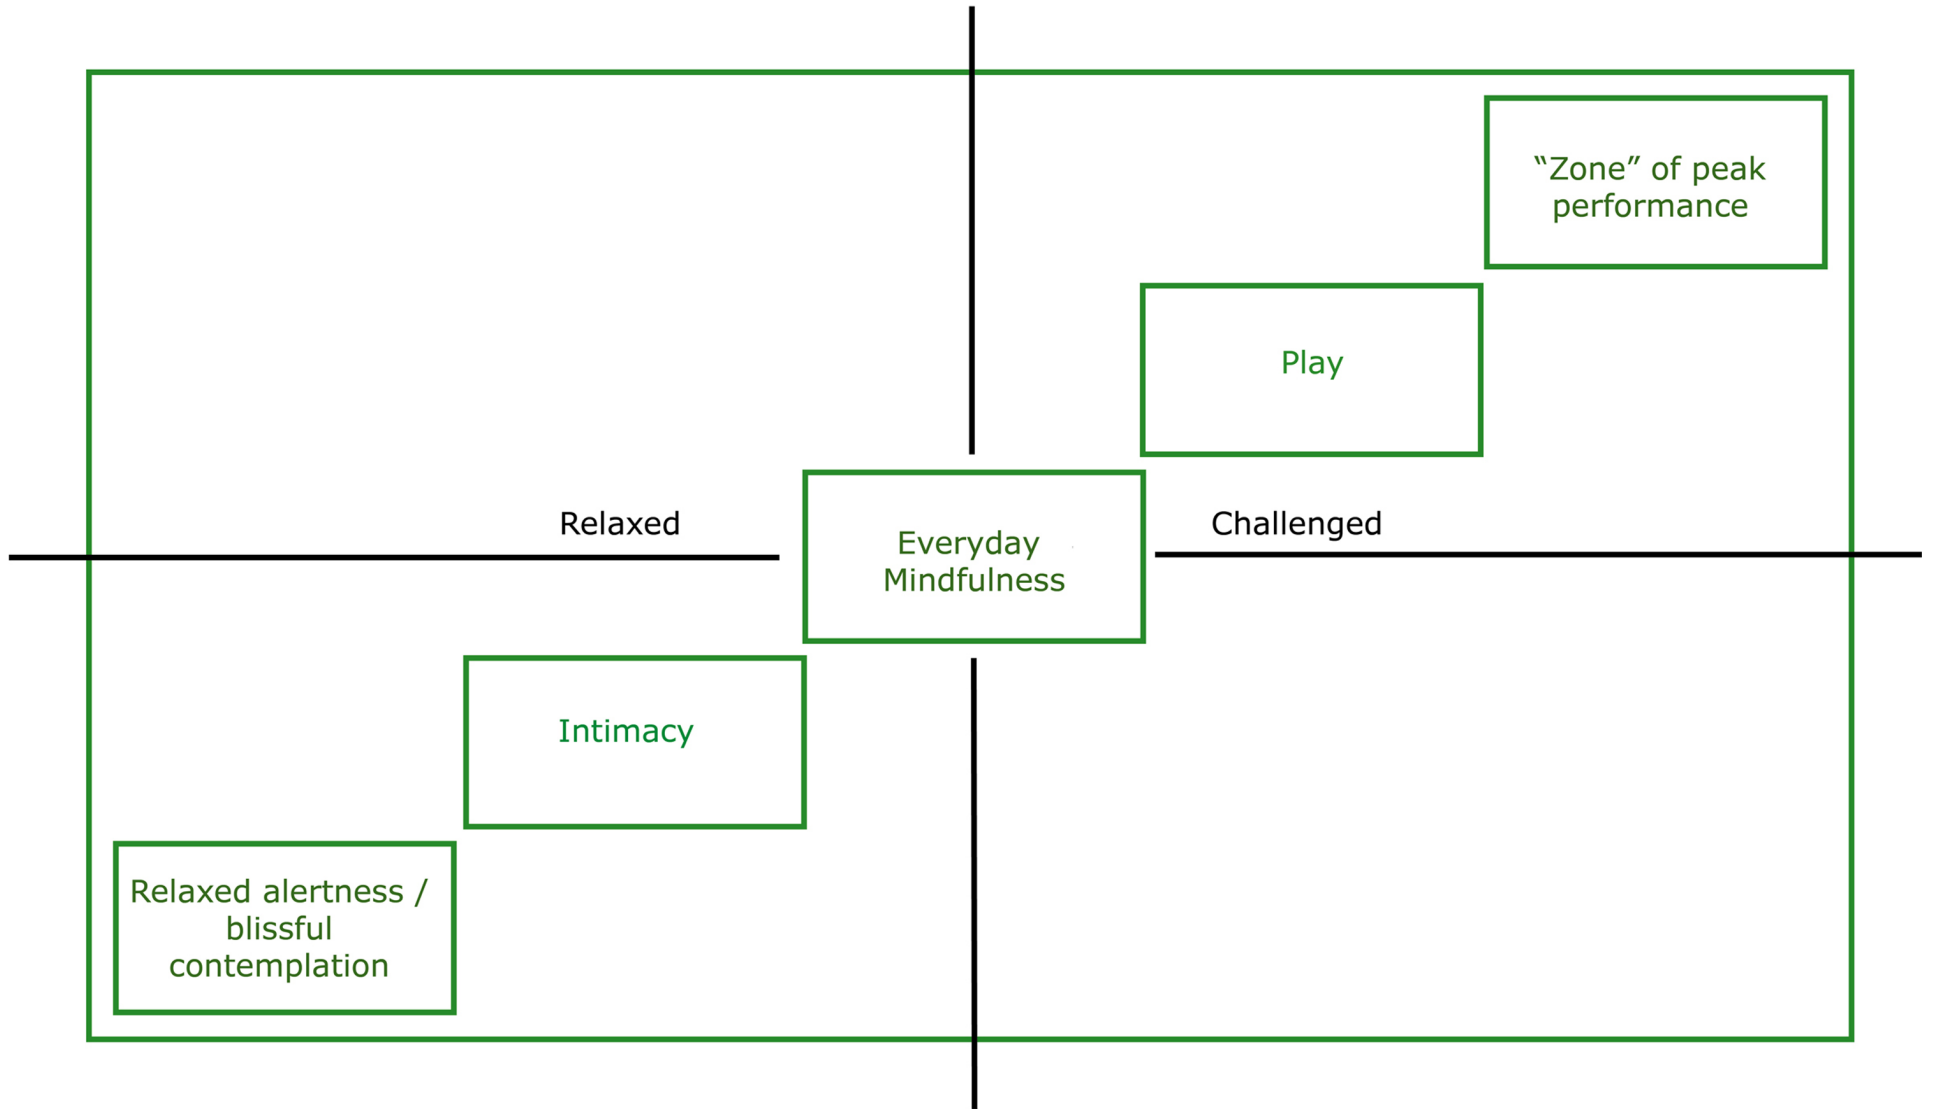 “Zone” of peak
performance
Play
Relaxed
Challenged
Everyday
Mindfulness
Intimacy
Relaxed alertness /
blissful
contemplation